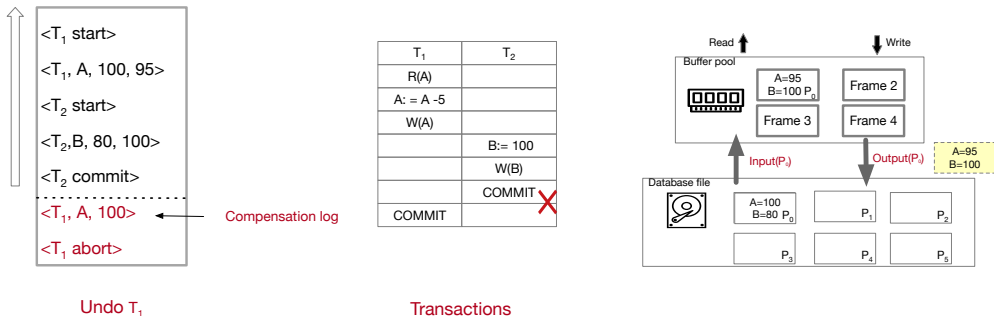 <T₁ start>
<T₁, A, 100, 95>
<T₂ start>
<T₂,B, 80, 100>
<T₂ commit>
<T₁, A, 100>
<T₁ abort>
Compensation log
Undo T₁
T₁ T₂
R(A)
A: = A -5
W(A)
B:= 100
W(B)
COMMIT
COMMIT
Transactions
Read Write
Buffer pool
A=95
B=100 P₀
Frame 2
Frame 3
Frame 4
Input(P₀)
Output(P₀)
A=95
B=100
Database file
A=100
B=80 P₀
P₁
P₂
P₃
P₄
P₅